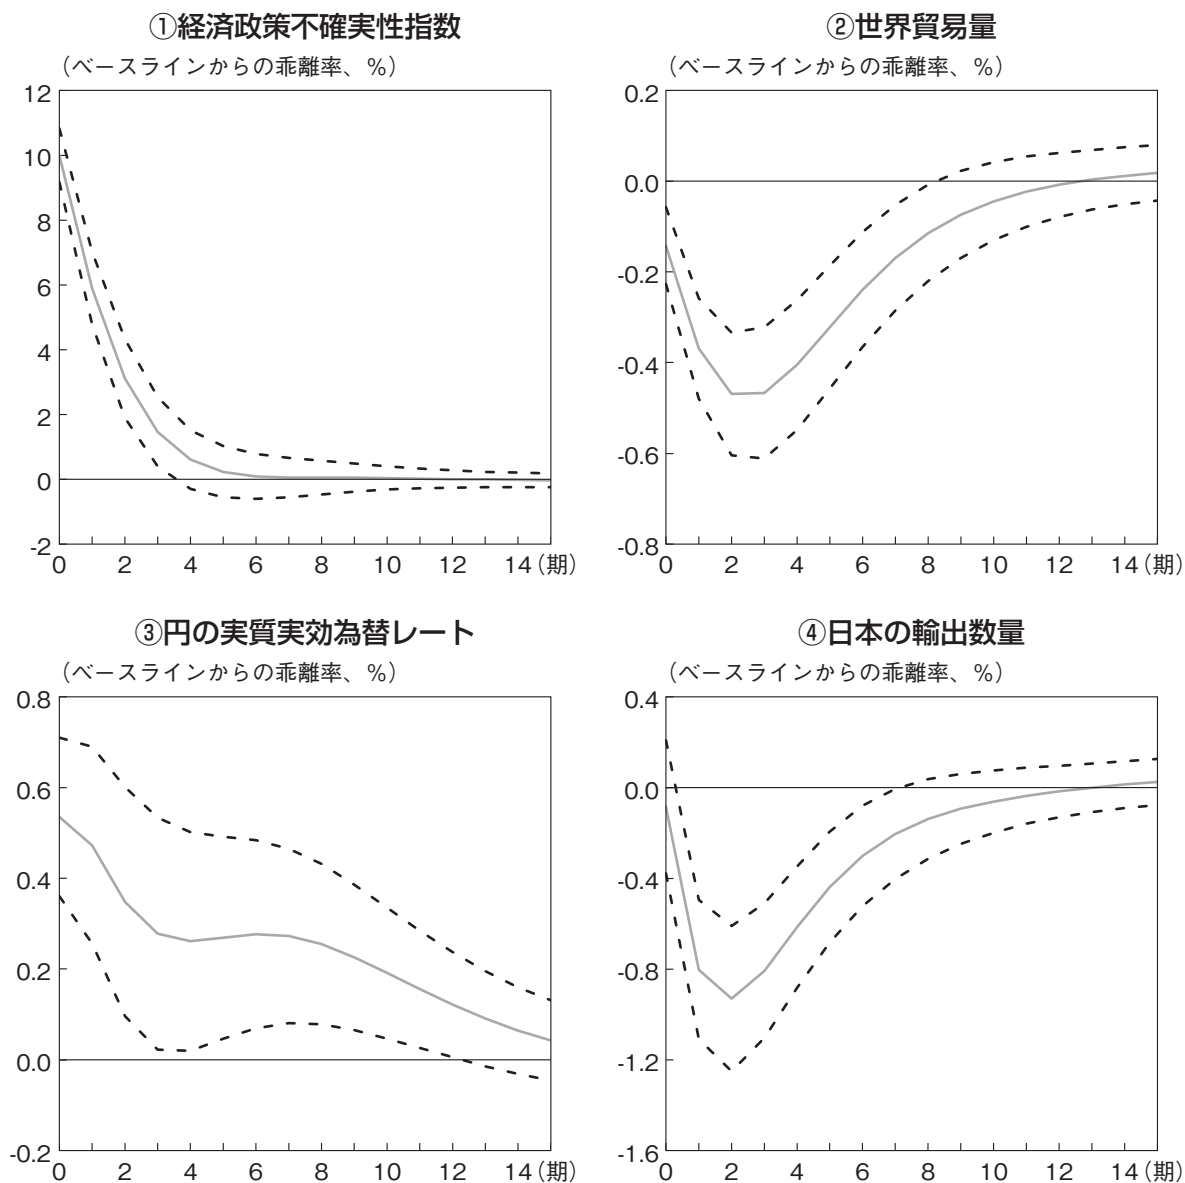 ①経済政策不確実性指数
(ベースラインからの乖離率、%)
12
10
8
6
4
2
0
-2
0 2 4 6 8 10 12 14(期)
②世界貿易量
(ベースラインからの乖離率、%)
0.2
0.0
-0.2
-0.4
-0.6
-0.8
0 2 4 6 8 10 12 14(期)
③円の実質実効為替レート
(ベースラインからの乖離率、%)
0.8
0.6
0.4
0.2
0.0
-0.2
0 2 4 6 8 10 12 14(期)
④日本の輸出数量
(ベースラインからの乖離率、%)
0.4
0.0
-0.4
-0.8
-1.2
-1.6
0 2 4 6 8 10 12 14(期)